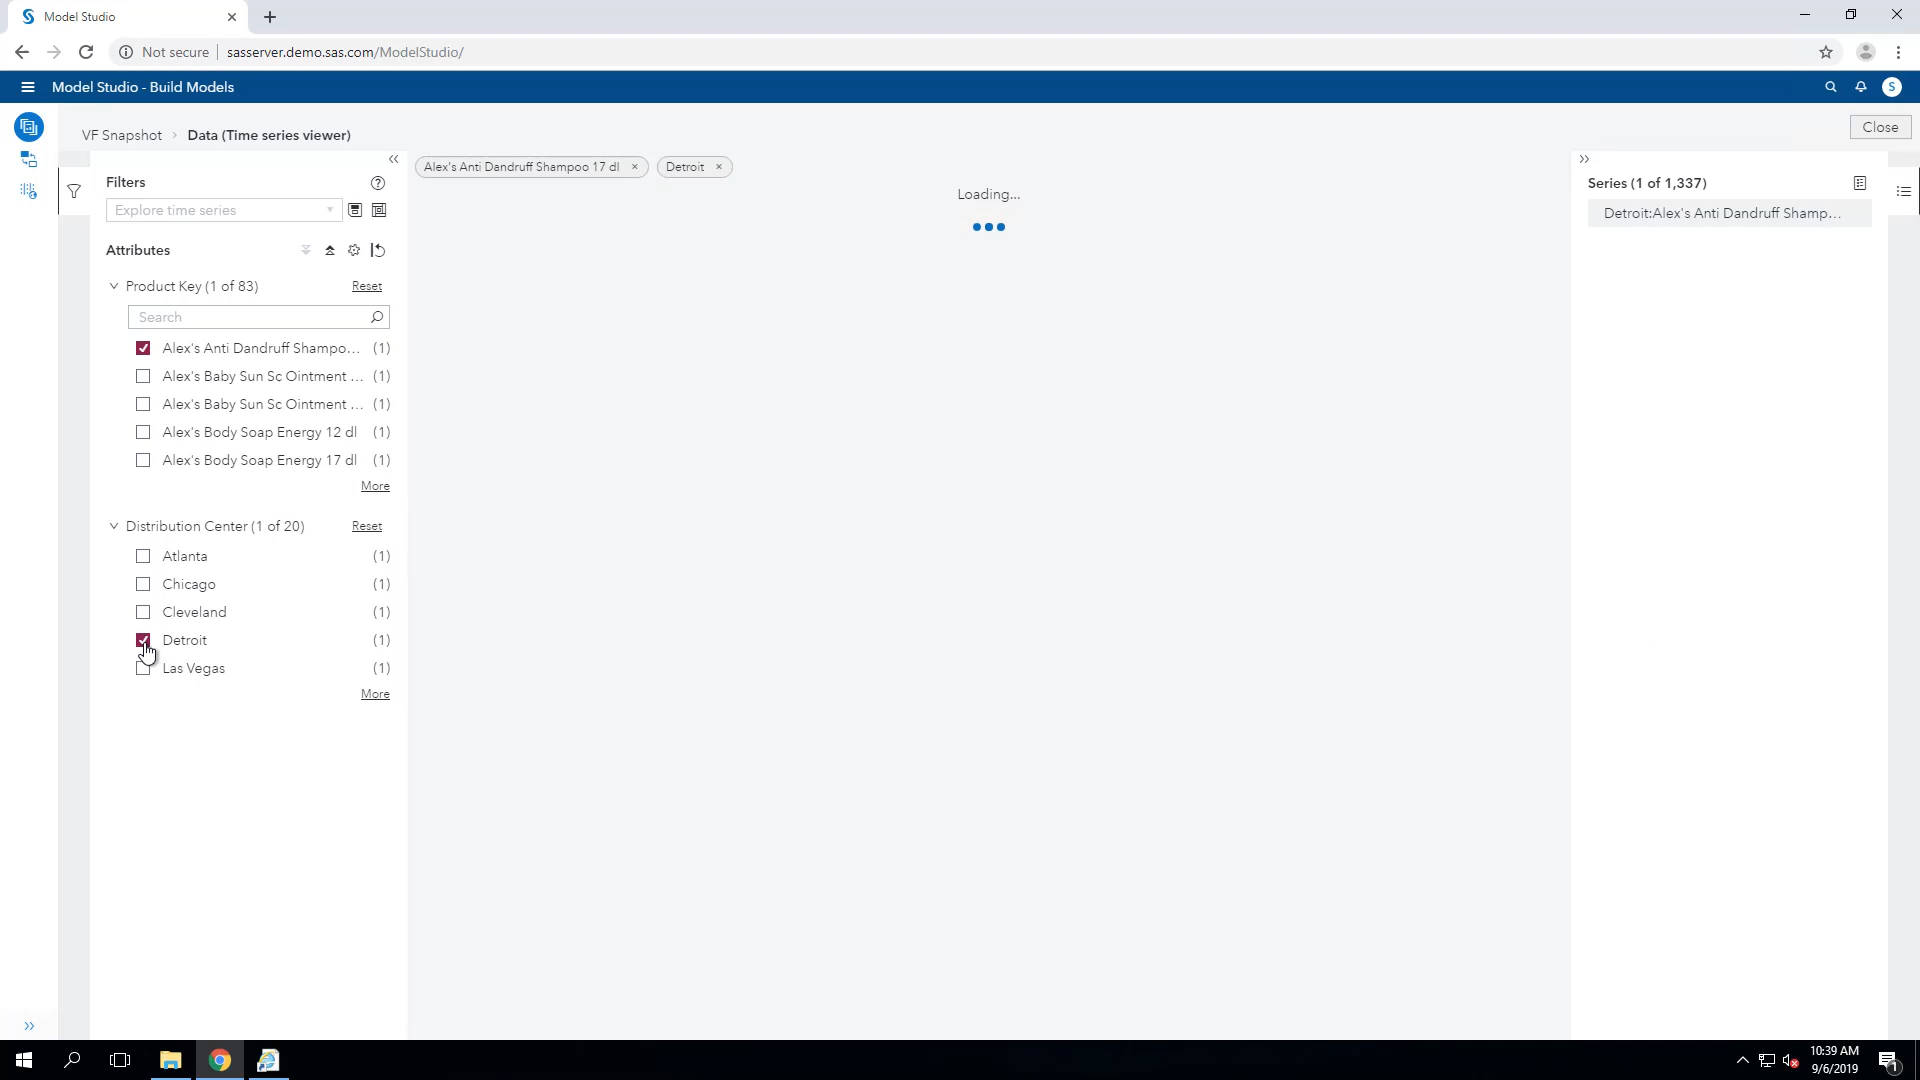 Model Studio
Not secure sasserver.demo.sas.com/ModelStudio/
Model Studio - Build Models
S
VF Snapshot > Data (Time series viewer)
Close
Filters
Explore time series
Attributes
Product Key (1 of 83) Reset
Search
Alex's Anti Dandruff Shampo... (1)
Alex's Baby Sun Sc Ointment ... (1)
Alex's Baby Sun Sc Ointment ... (1)
Alex's Body Soap Energy 12 dl (1)
Alex's Body Soap Energy 17 dl (1)
More
Distribution Center (1 of 20) Reset
Atlanta (1)
Chicago (1)
Cleveland (1)
Detroit (1)
Las Vegas (1)
More
Alex's Anti Dandruff Shampoo 17 dl × Detroit ×
Loading...
Series (1 of 1,337)
Detroit:Alex's Anti Dandruff Shamp...
10:39 AM
9/6/2019
1